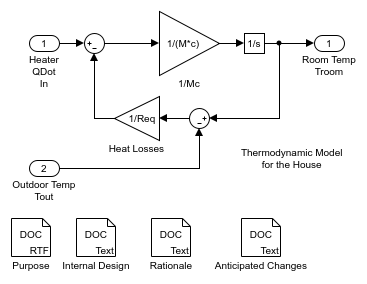 1
Heater
QDot
In
+
−
1/(M*c)
1/Mc
1/s
1
Room Temp
Troom
1/Req
Heat Losses
−
+
2
Outdoor Temp
Tout
Thermodynamic Model
for the House
DOC
RTF
Purpose
DOC
Text
Internal Design
DOC
Text
Rationale
DOC
Text
Anticipated Changes